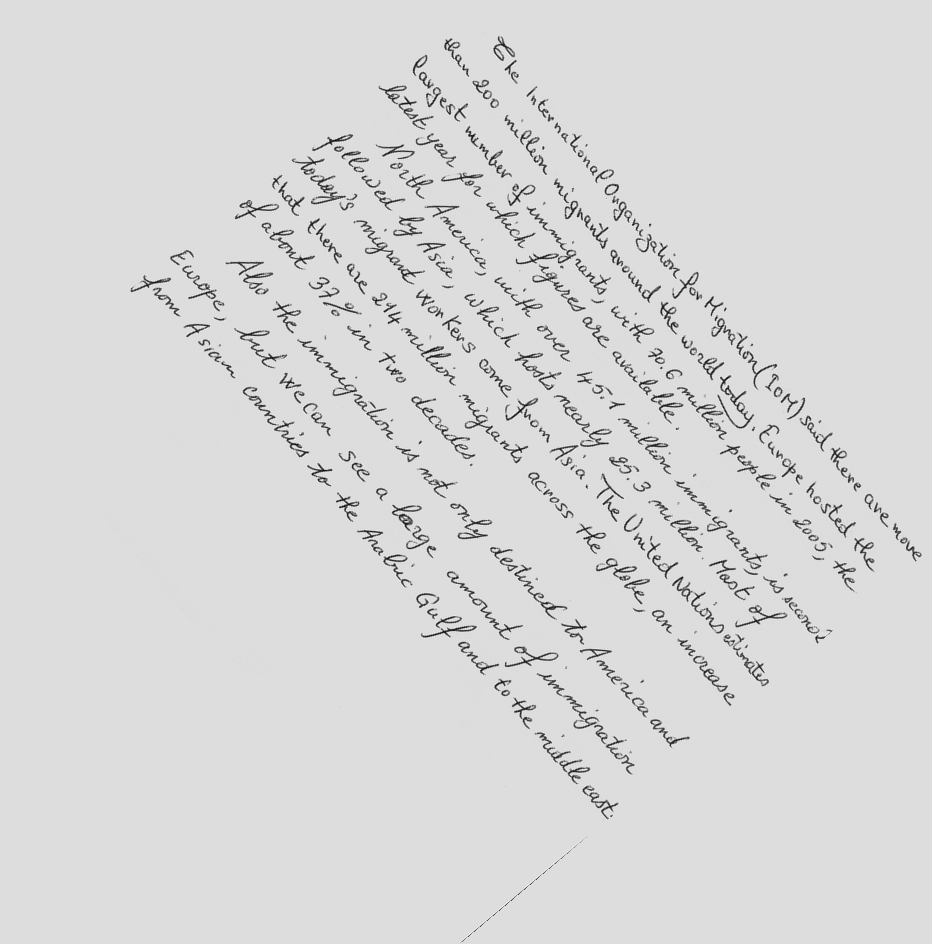 The International Organization for Migration (IOM) said there are more
than 200 million migrants around the world today. Europe hosted the
largest number of immigrants, with 70.6 million people in 2005, the
latest year for which figures are available.
North America, with over 45.1 million immigrants, is second
followed by Asia, which hosts nearly 25.3 million. Most of
today's migrant workers come from Asia. The United Nations estimates
that there are 214 million migrants across the globe, an increase
of about 37% in two decades.
Also the immigration is not only destined to America and
Europe, but we can see a large amount of immigration
from Asian countries to the Arabic Gulf and to the middle east.